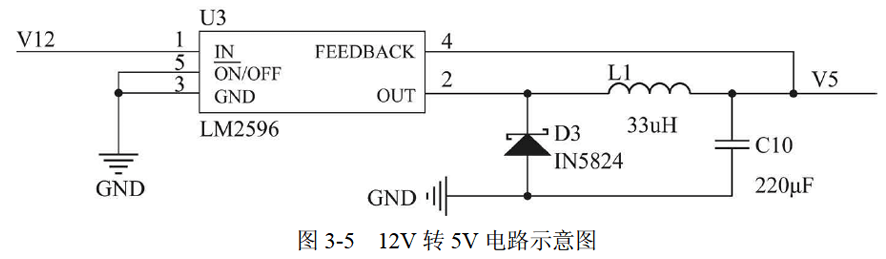 U3
V12
1
IN
FEEDBACK
4
5
ON/OFF
3
GND
OUT
2
L1
V5
LM2596
33uH
D3
IN5824
C10
220μF
GND
GND
图 3-5 12V 转 5V 电路示意图